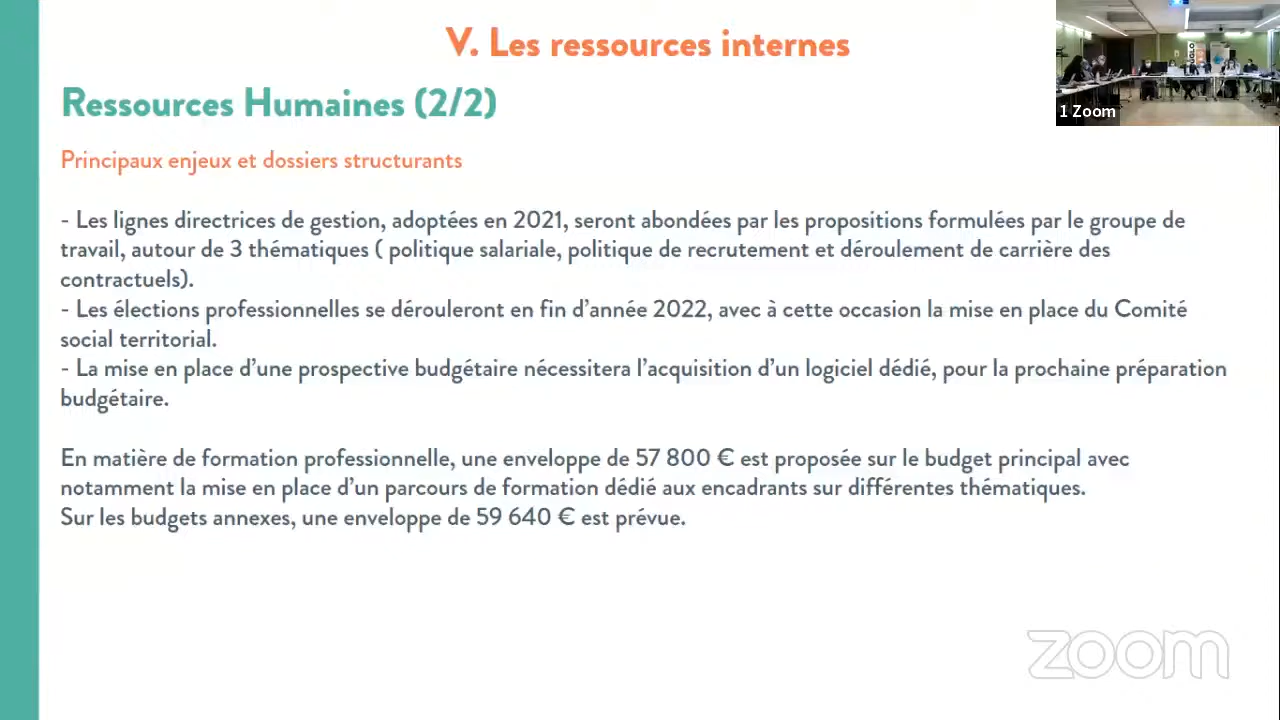 V. Les ressources internes
Ressources Humaines (2/2)
1 Zoom
Principaux enjeux et dossiers structurants
- Les lignes directrices de gestion, adoptées en 2021, seront abondées par les propositions formulées par le groupe de
travail, autour de 3 thématiques ( politique salariale, politique de recrutement et déroulement de carrière des
contractuels).
- Les élections professionnelles se dérouleront en fin d’année 2022, avec à cette occasion la mise en place du Comité
social territorial.
- La mise en place d’une prospective budgétaire nécessitera l’acquisition d’un logiciel dédié, pour la prochaine préparation
budgétaire.
En matière de formation professionnelle, une enveloppe de 57 800 € est proposée sur le budget principal avec
notamment la mise en place d’un parcours de formation dédié aux encadrants sur différentes thématiques.
Sur les budgets annexes, une enveloppe de 59 640 € est prévue.
zoom